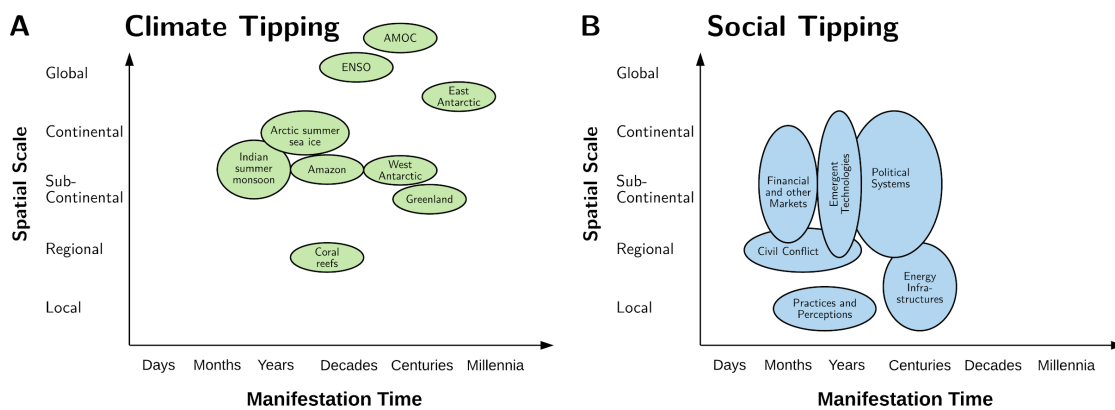 A
Climate Tipping
Spatial Scale
Global
Continental
Sub-
Continental
Regional
Local
AMOC
ENSO
East
Antarctic
Arctic summer
sea ice
Indian
summer
monsoon
Amazon
West
Antarctic
Greenland
Coral
reefs
Days
Months
Years
Decades
Centuries
Millennia
Manifestation Time
B
Social Tipping
Spatial Scale
Global
Continental
Sub-
Continental
Regional
Local
Financial
and other
Markets
Emergent
Technologies
Political
Systems
Civil Conflict
Energy
Infra-
structures
Practices and
Perceptions
Days
Months
Years
Centuries
Decades
Millennia
Manifestation Time